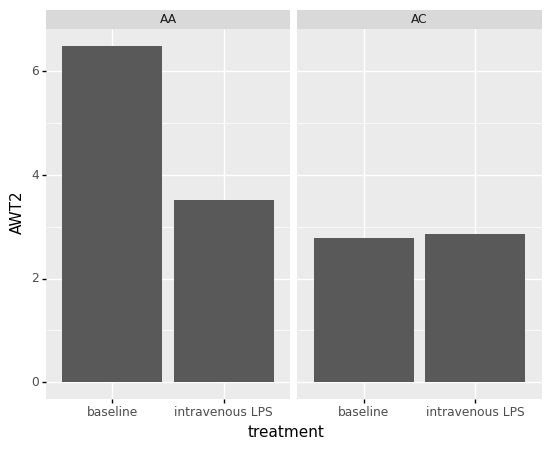 AA
AC
6
4
2
0
AWT2
baseline
intravenous LPS
baseline
intravenous LPS
treatment